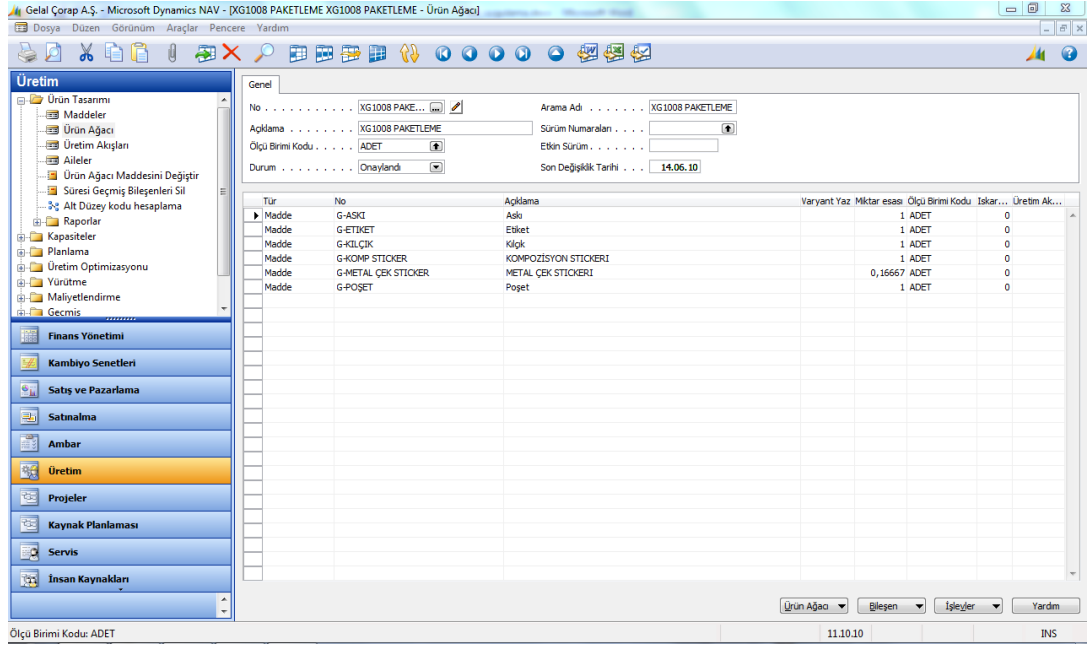 Gelal Çorap A.Ş. - Microsoft Dynamics NAV - [XG1008 PAKETLEME XG1008 PAKETLEME - Ürün Ağacı]
Dosya Düzen Görünüm Araçlar Pencere Yardım
Üretim
Ürün Tasarımı
Maddeler
Ürün Ağacı
Üretim Akışları
Aileler
Ürün Ağacı Maddesini Değiştir
Süresi Geçmiş Bileşenleri Sil
Alt Düzey kodu hesaplama
Raporlar
Kapasiteler
Planlama
Üretim Optimizasyonu
Yürütme
Maliyetlendirme
Geçmiş
Finans Yönetimi
Kambiyo Senetleri
Satış ve Pazarlama
Satınalma
Ambar
Üretim
Projeler
Kaynak Planlaması
Servis
İnsan Kaynakları
Genel
No . . . . . . . . . . . XG1008 PAKE... Arama Adı . . . . . . . XG1008 PAKETLEME
Açıklama . . . . . . . . XG1008 PAKETLEME Sürüm Numaraları . . . .
Ölçü Birimi Kodu . . . . . ADET Etkin Sürüm . . . . . . .
Durum . . . . . . . . . . Onaylandı Son Değişiklik Tarihi . . . 14.06.10
Tür No Açıklama Varyant Yaz Miktar esası Ölçü Birimi Kodu Iskar... Üretim Ak...
Madde G-ASKI Askı 1 ADET 0
Madde G-ETIKET Etiket 1 ADET 0
Madde G-KILÇIK Kılçık 1 ADET 0
Madde G-KOMP STICKER KOMPOZİSYON STICKERI 1 ADET 0
Madde G-METAL ÇEK STICKER METAL ÇEK STICKERI 0,16667 ADET 0
Madde G-POŞET Poşet 1 ADET 0
Ürün Ağacı Bileşen İşlevler Yardım
Ölçü Birimi Kodu: ADET 11.10.10 INS